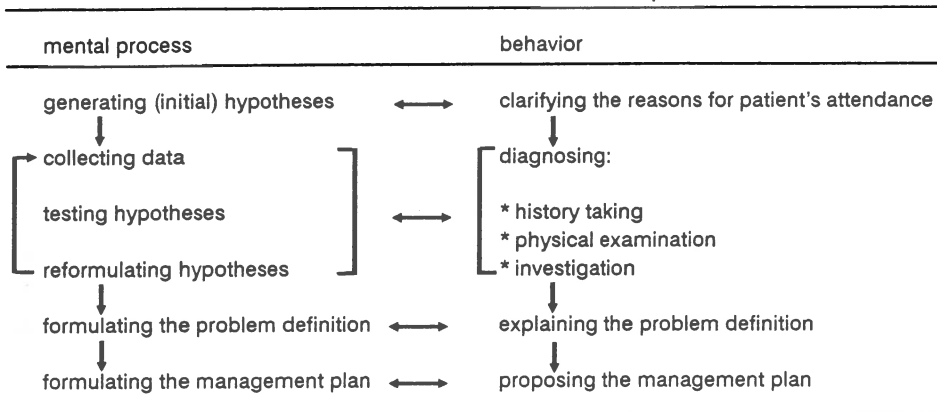 mental process behavior
generating (initial) hypotheses clarifying the reasons for patient's attendance
collecting data diagnosing:
testing hypotheses * history taking
* physical examination
reformulating hypotheses * investigation
formulating the problem definition explaining the problem definition
formulating the management plan proposing the management plan